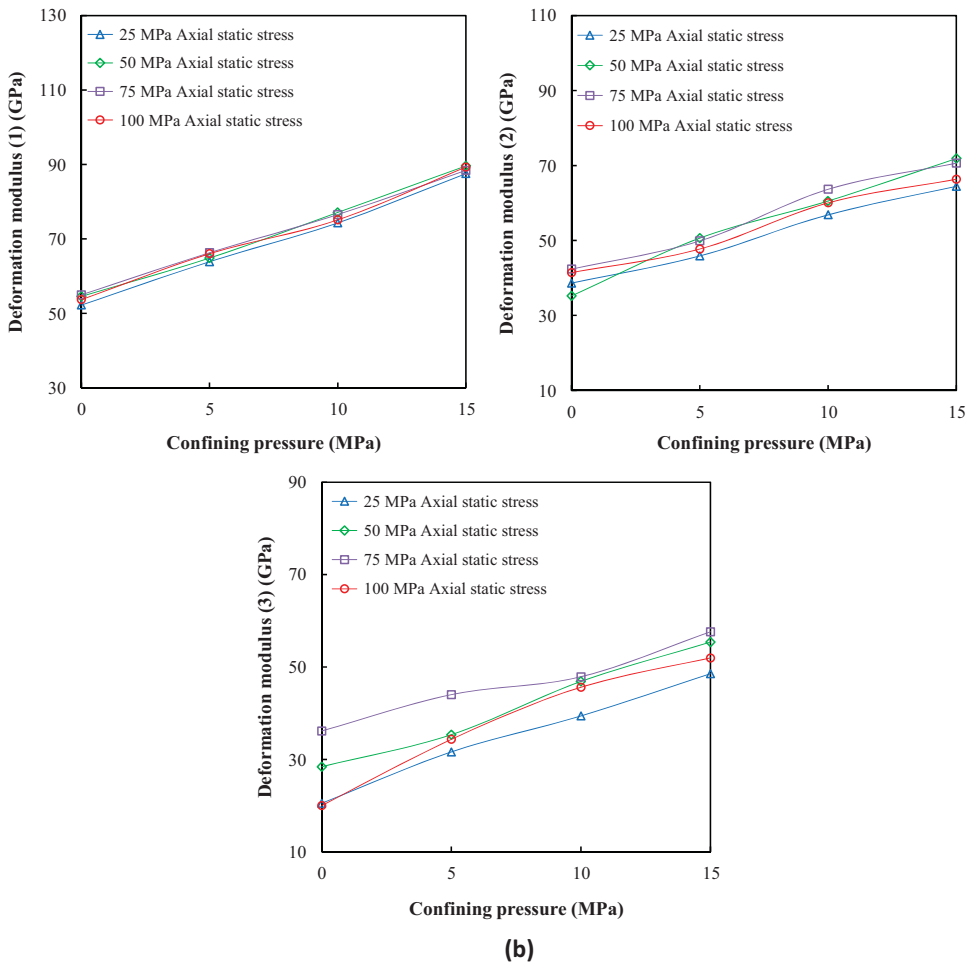 Deformation modulus (1) (GPa)
130
110
90
70
50
30
25 MPa Axial static stress
50 MPa Axial static stress
75 MPa Axial static stress
100 MPa Axial static stress
0 5 10 15
Confining pressure (MPa)
Deformation modulus (2) (GPa)
110
90
70
50
30
10
25 MPa Axial static stress
50 MPa Axial static stress
75 MPa Axial static stress
100 MPa Axial static stress
0 5 10 15
Confining pressure (MPa)
Deformation modulus (3) (GPa)
90
70
50
30
10
25 MPa Axial static stress
50 MPa Axial static stress
75 MPa Axial static stress
100 MPa Axial static stress
0 5 10 15
Confining pressure (MPa)
(b)